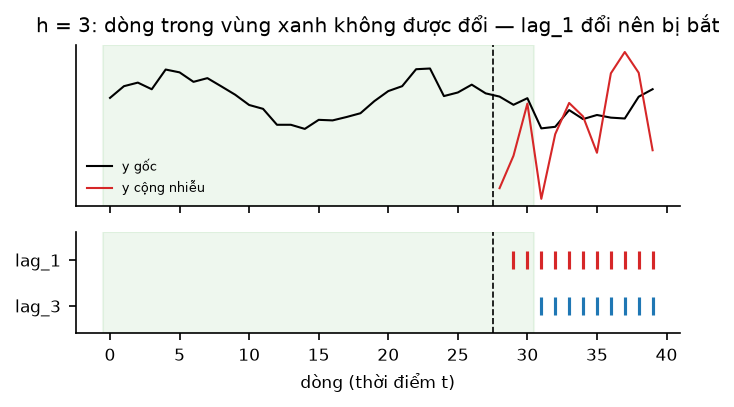 h = 3: dòng trong vùng xanh không được đổi — lag_1 đổi nên bị bắt
y gốc
y cộng nhiễu
lag_1
lag_3
0 5 10 15 20 25 30 35 40
dòng (thời điểm t)